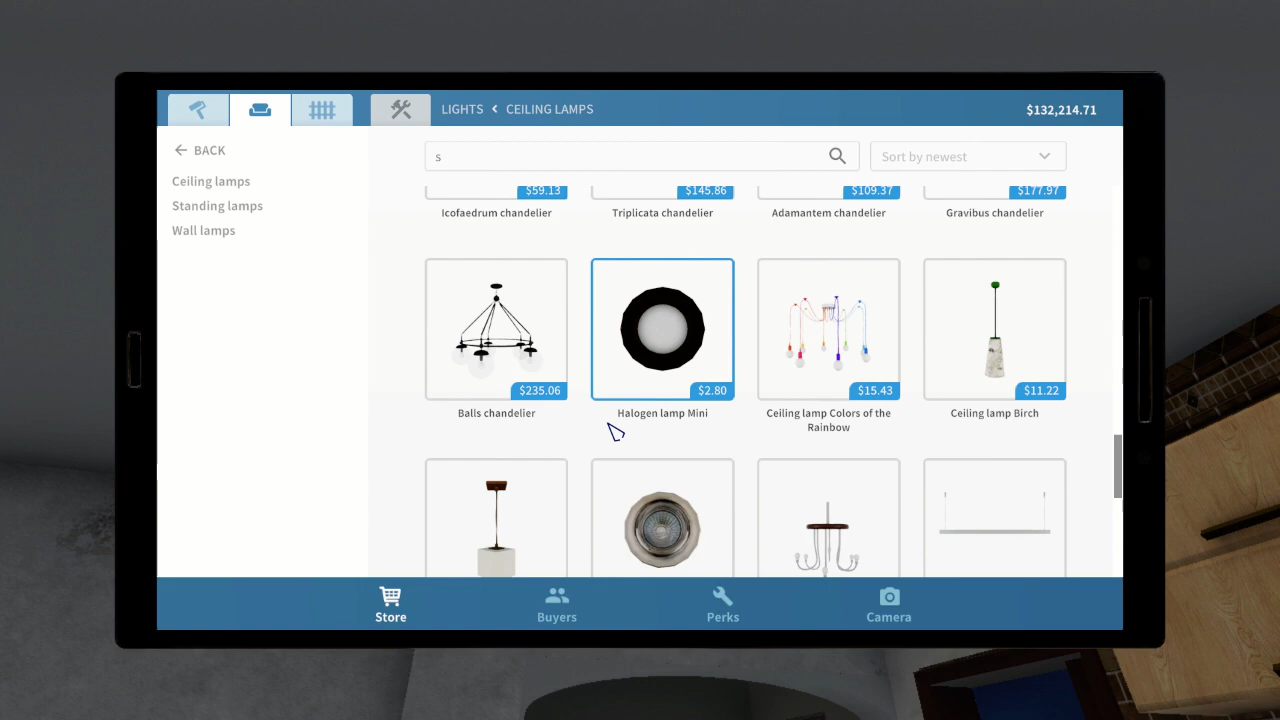 LIGHTS < CEILING LAMPS
$132,214.71
BACK
Ceiling lamps
Standing lamps
Wall lamps
s
Sort by newest
$59.13
$145.86
$109.37
$177.97
Icofaedrum chandelier
Triplicata chandelier
Adamantem chandelier
Gravibus chandelier
$235.06
$2.80
$15.43
$11.22
Balls chandelier
Halogen lamp Mini
Ceiling lamp Colors of the
Rainbow
Ceiling lamp Birch
Store
Buyers
Perks
Camera